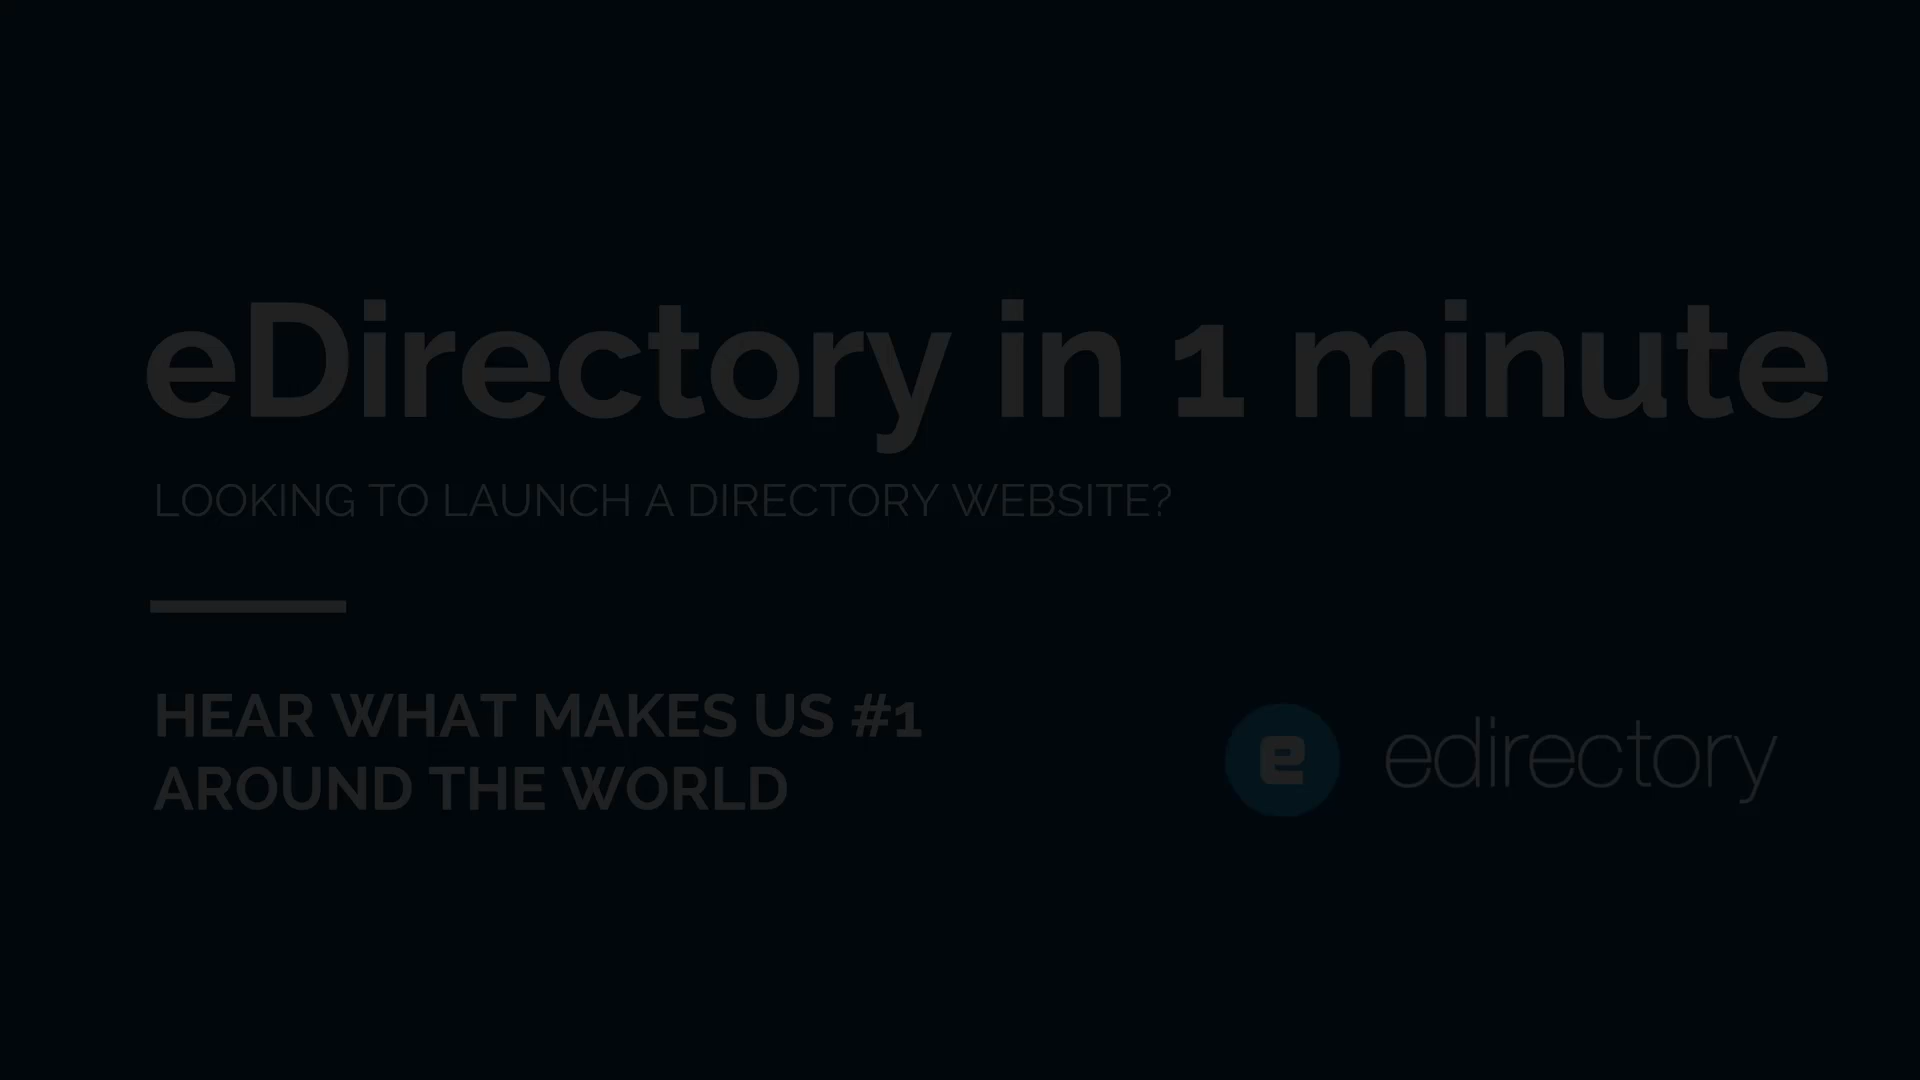 eDirectory in 1 minute
LOOKING TO LAUNCH A DIRECTORY WEBSITE?
HEAR WHAT MAKES US #1
AROUND THE WORLD
e edirectory